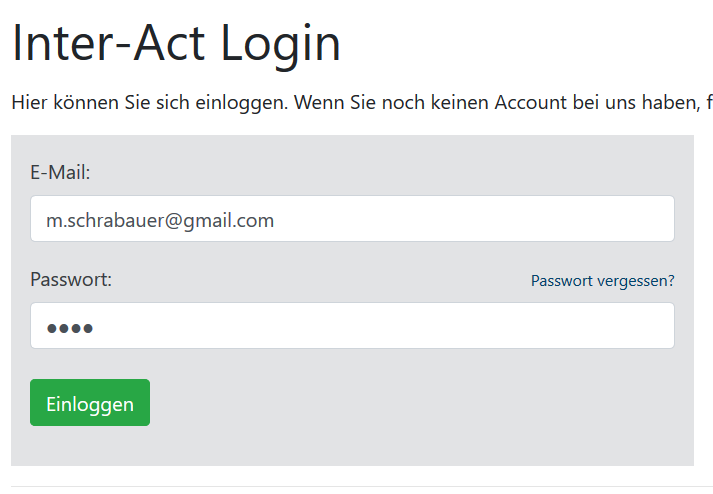 Inter-Act Login
Hier können Sie sich einloggen. Wenn Sie noch keinen Account bei uns haben, f
E-Mail:
m.schrabauer@gmail.com
Passwort:
Passwort vergessen?
••••
Einloggen